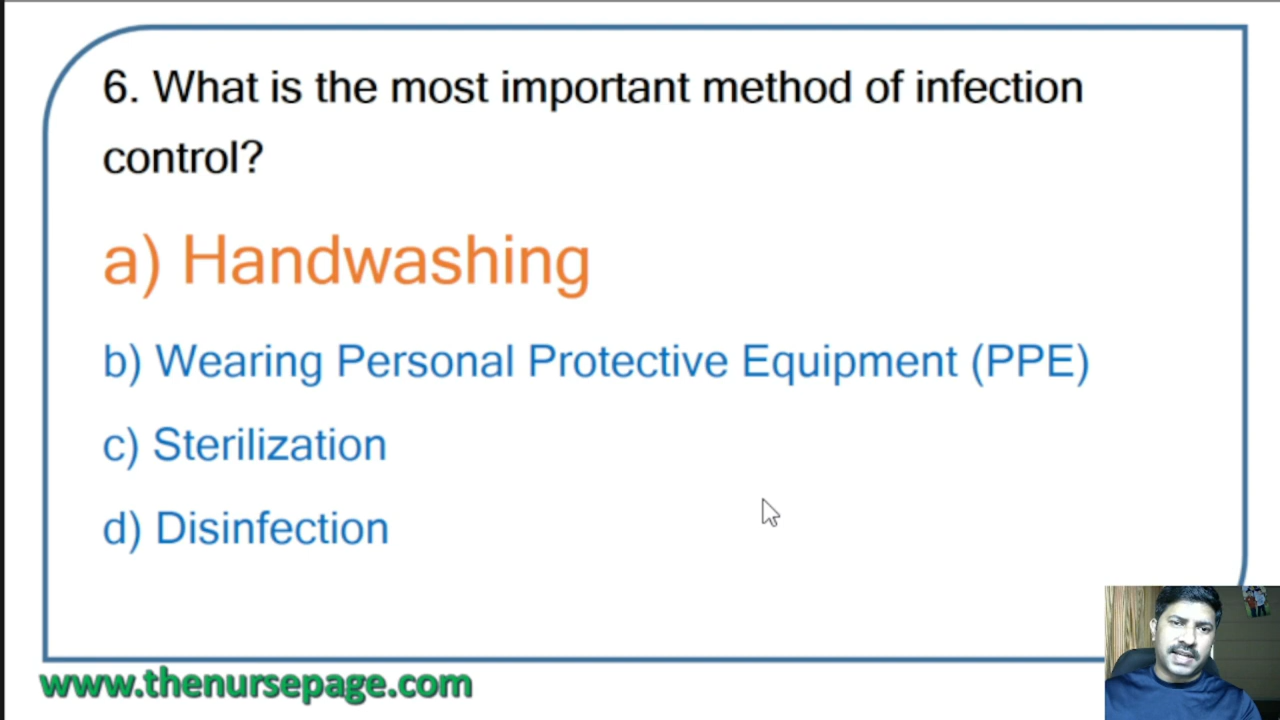 6. What is the most important method of infection
control?
a) Handwashing
b) Wearing Personal Protective Equipment (PPE)
c) Sterilization
d) Disinfection
www.thenursepage.com